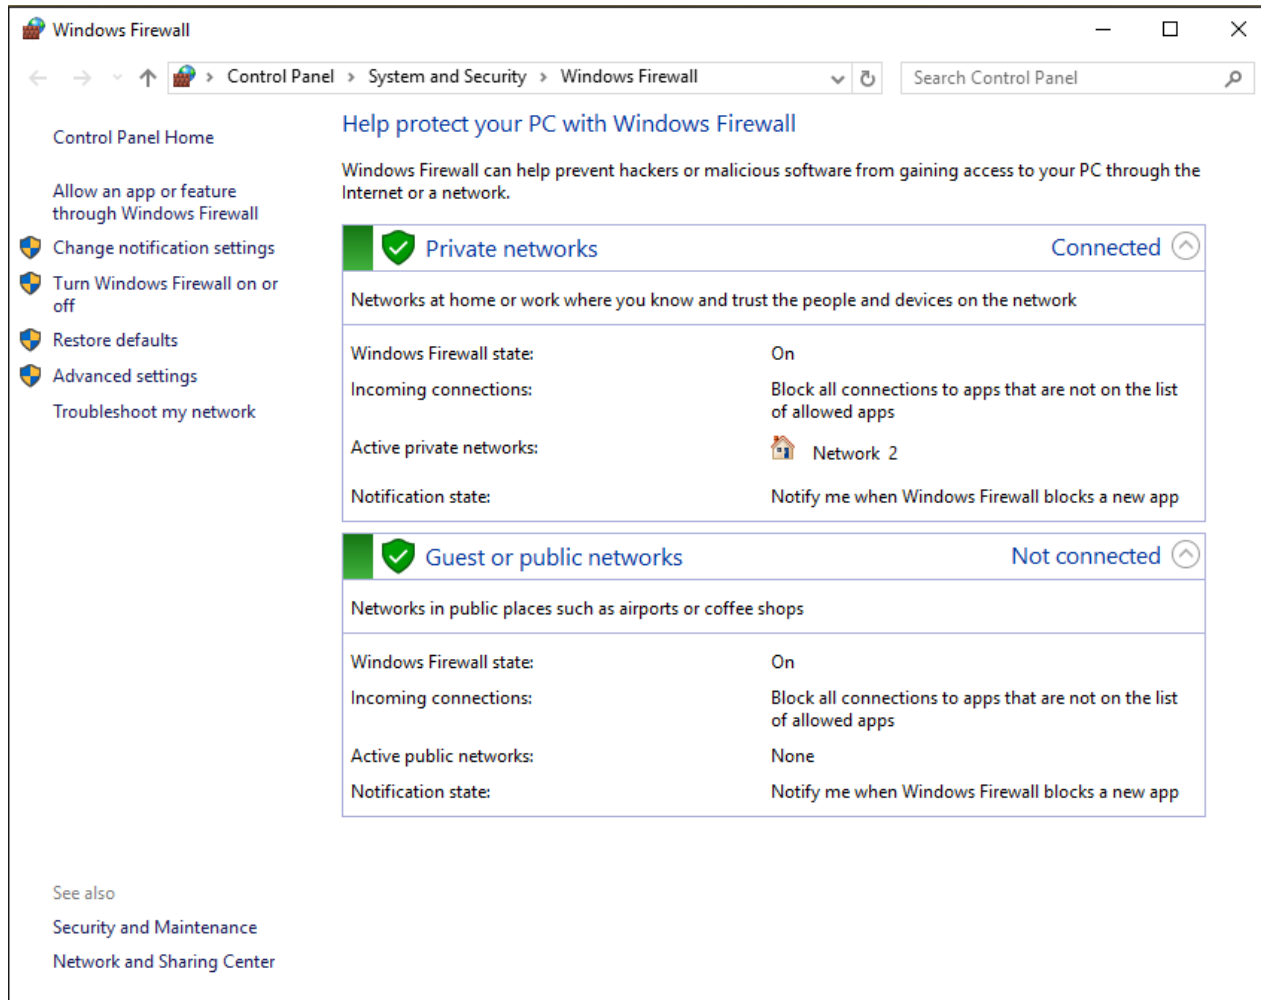 Windows Firewall
Control Panel > System and Security > Windows Firewall
Search Control Panel
Control Panel Home
Allow an app or feature
through Windows Firewall
Change notification settings
Turn Windows Firewall on or
off
Restore defaults
Advanced settings
Troubleshoot my network
See also
Security and Maintenance
Network and Sharing Center
Help protect your PC with Windows Firewall
Windows Firewall can help prevent hackers or malicious software from gaining access to your PC through the
Internet or a network.
Private networks Connected
Networks at home or work where you know and trust the people and devices on the network
Windows Firewall state: On
Incoming connections: Block all connections to apps that are not on the list
of allowed apps
Active private networks: Network 2
Notification state: Notify me when Windows Firewall blocks a new app
Guest or public networks Not connected
Networks in public places such as airports or coffee shops
Windows Firewall state: On
Incoming connections: Block all connections to apps that are not on the list
of allowed apps
Active public networks: None
Notification state: Notify me when Windows Firewall blocks a new app